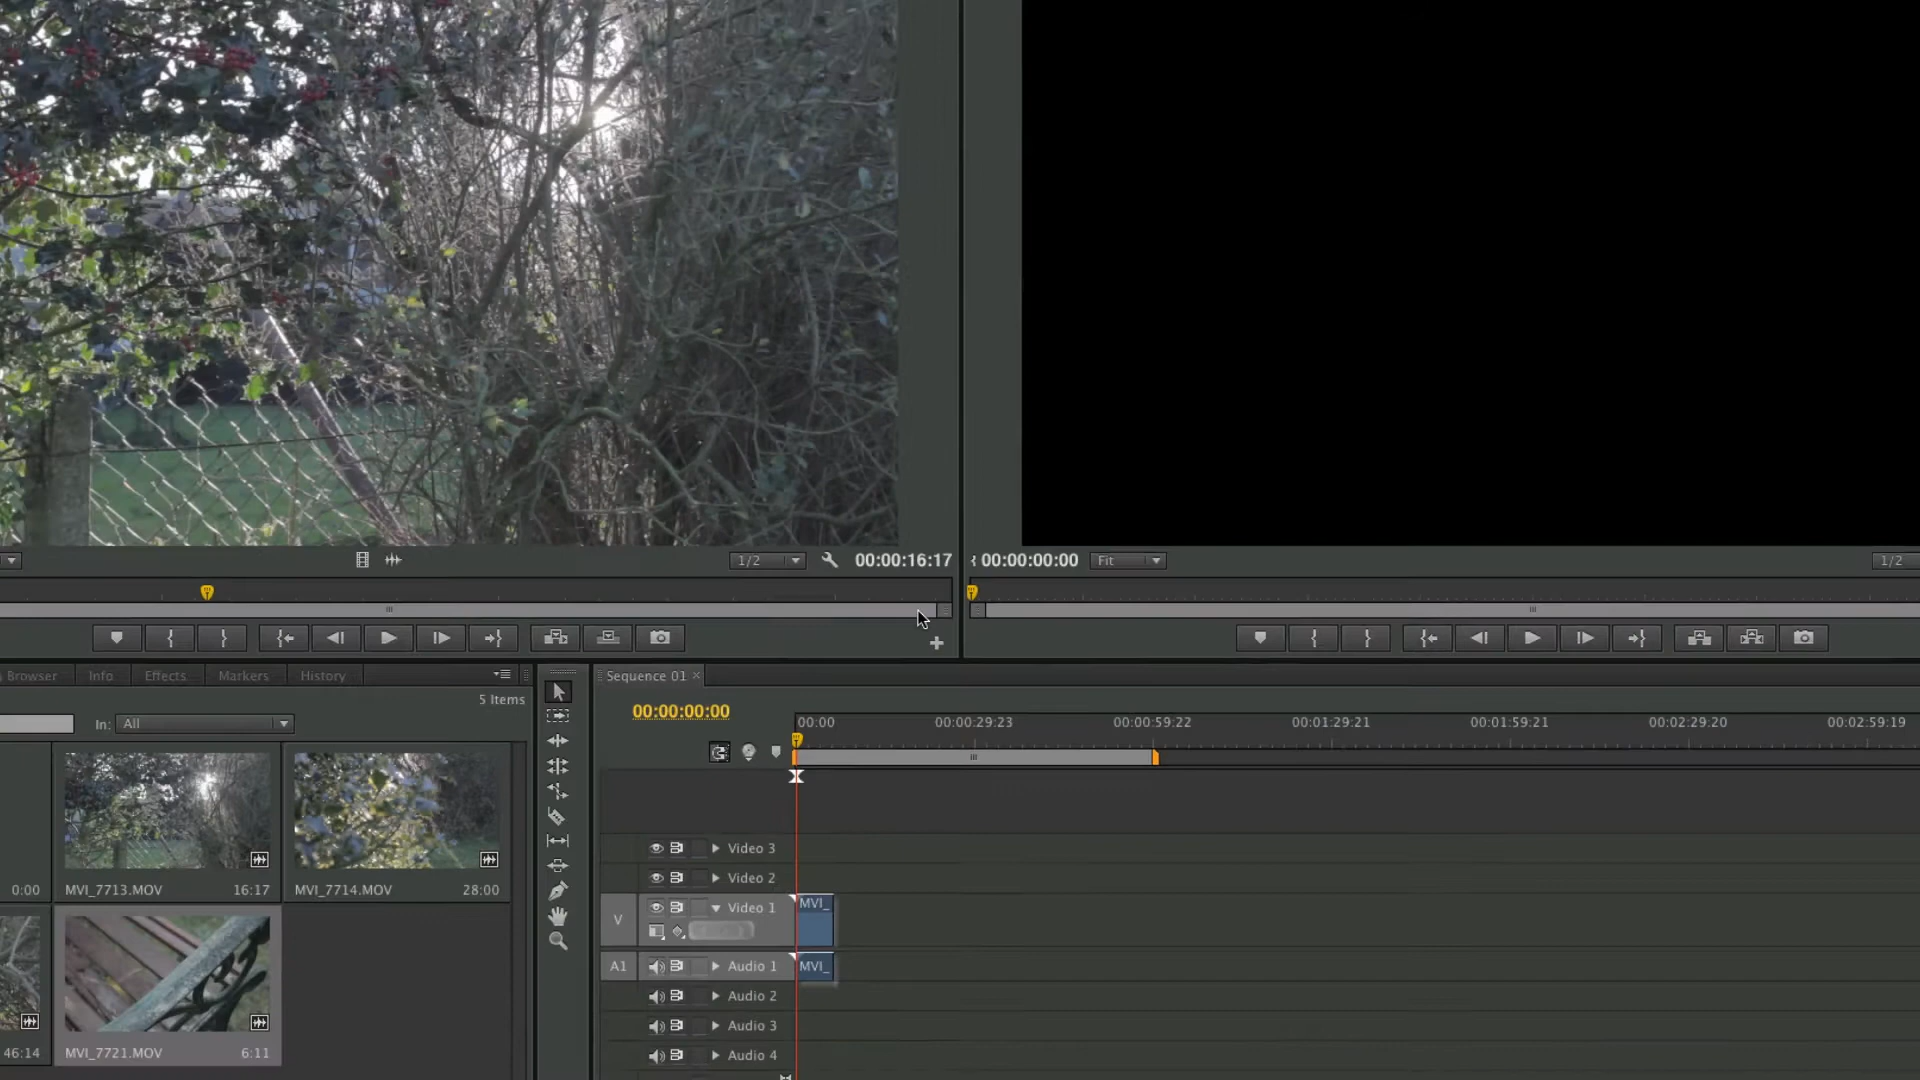 1/2
00:00:16:17
00:00:00:00
Fit
1/2
Browser
Info
Effects
Markers
History
5 Items
In:
All
0:00
MVI_7713.MOV
16:17
MVI_7714.MOV
28:00
46:14
MVI_7721.MOV
6:11
Sequence 01
00:00:00:00
00:00
00:00:29:23
00:00:59:22
00:01:29:21
00:01:59:21
00:02:29:20
00:02:59:19
Video 3
Video 2
V
Video 1
MVI_
A1
Audio 1
MVI_
Audio 2
Audio 3
Audio 4